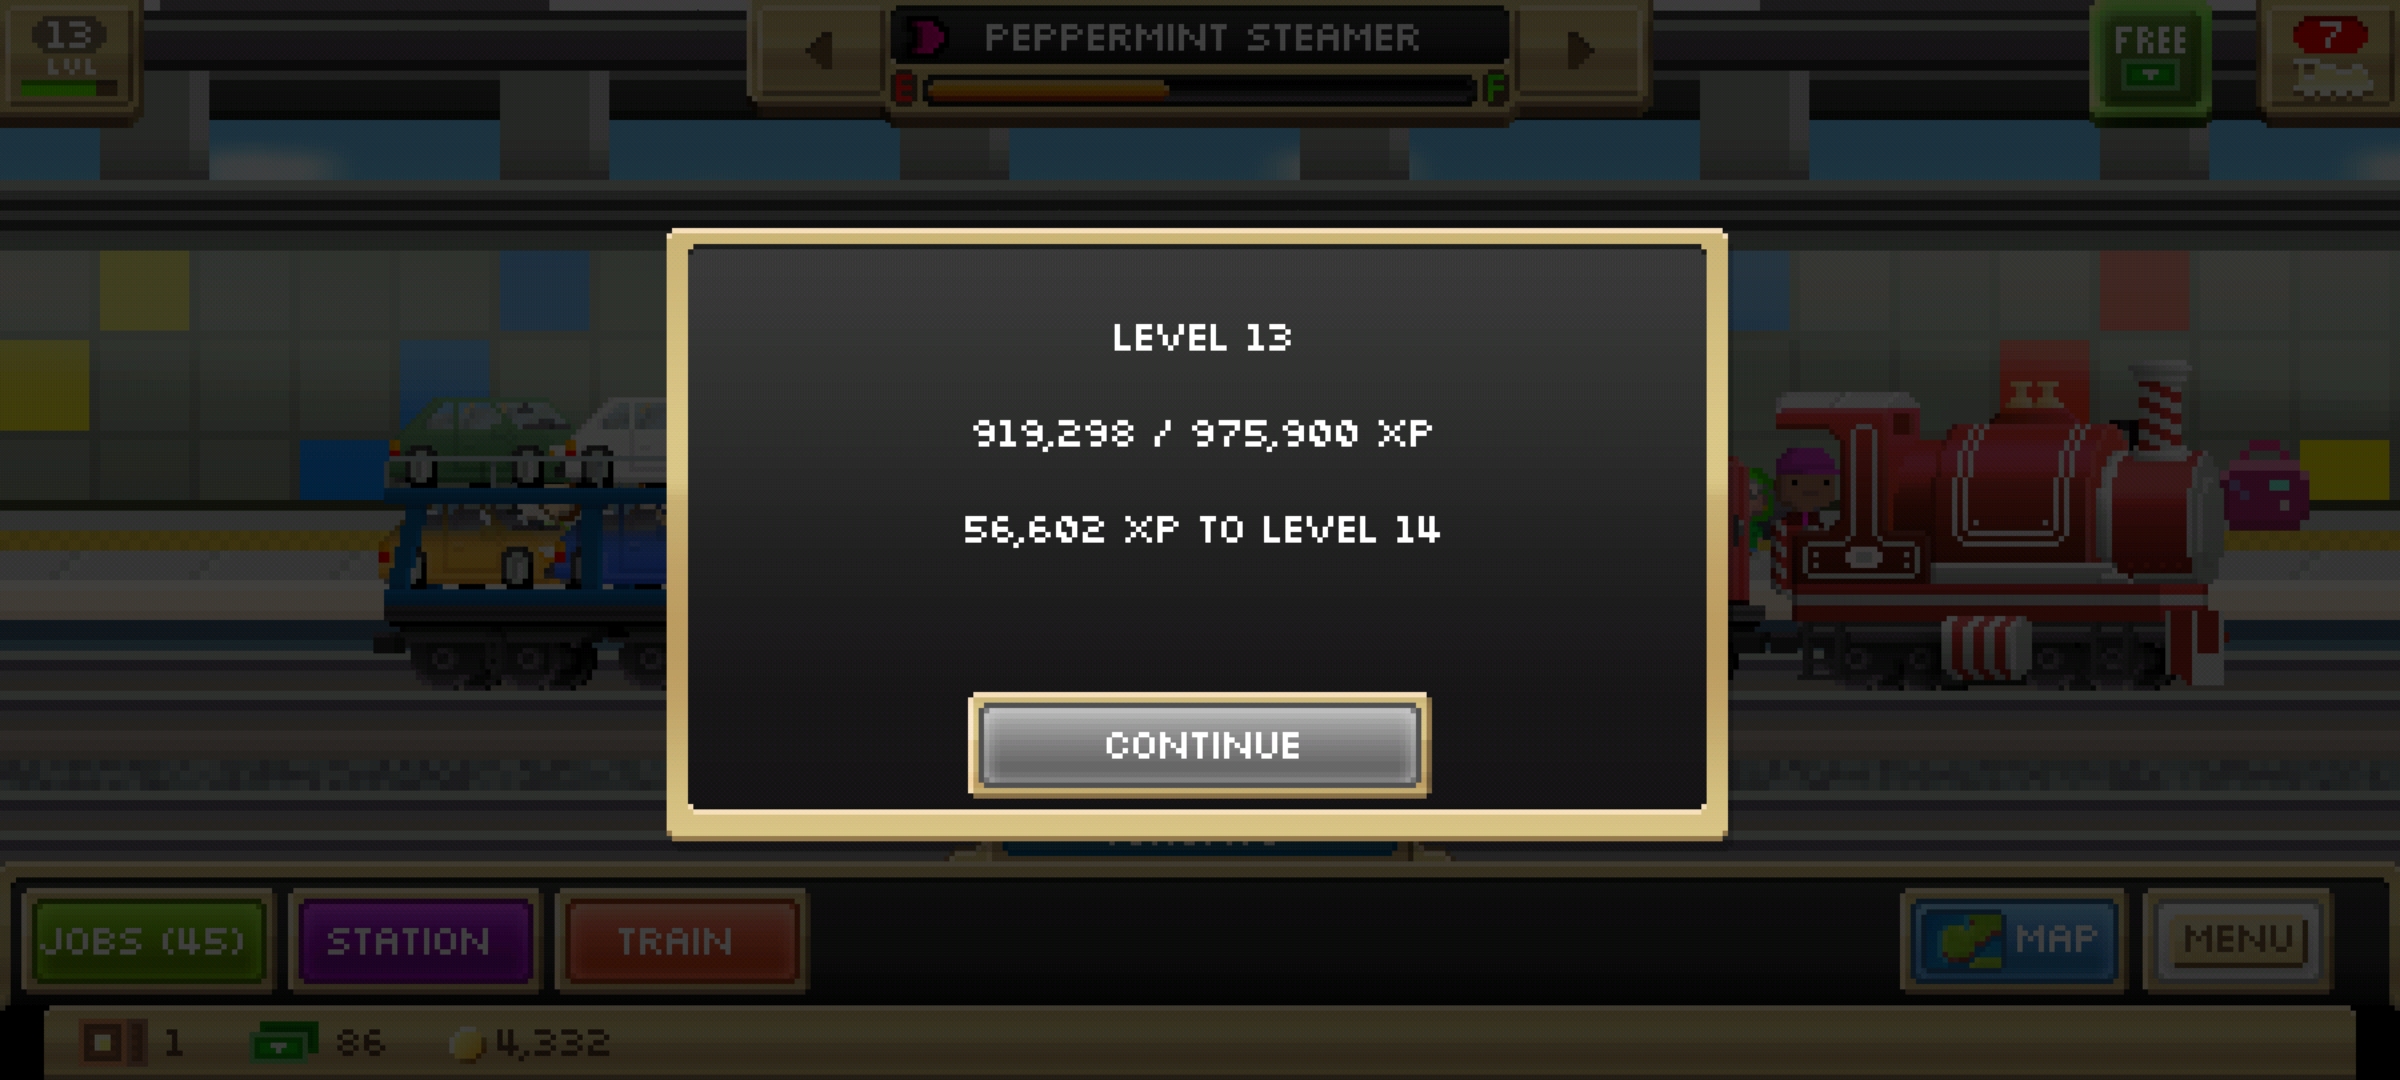 13
LVL
PEPPERMINT STEAMER
E
F
FREE
7
LEVEL 13
919,298 / 975,900 XP
56,602 XP TO LEVEL 14
CONTINUE
JOBS (45)
STATION
TRAIN
MAP
MENU
1
86
4,332